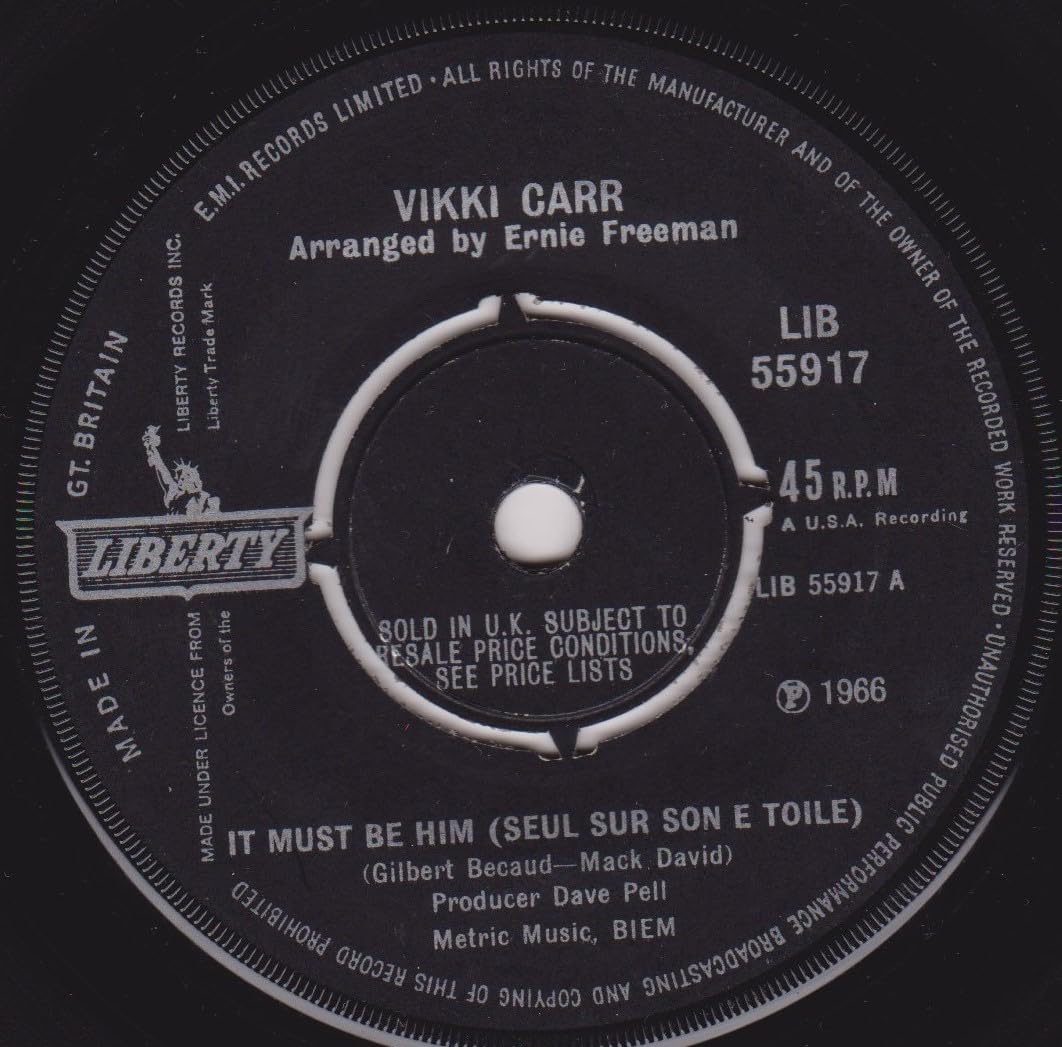 E.M.I. RECORDS LIMITED · ALL RIGHTS OF THE MANUFACTURER AND OF THE OWNER OF THE RECORDED WORK RESERVED · UNAUTHORISED PUBLIC PERFORMANCE BROADCASTING AND COPYING OF THIS RECORD PROHIBITED
VIKKI CARR
Arranged by Ernie Freeman
LIB
55917
45 R.P.M
A U.S.A. Recording
LIB 55917 A
Ⓟ 1966
MADE IN GT. BRITAIN
LIBERTY RECORDS INC.
Liberty Trade Mark
LIBERTY
MADE UNDER LICENCE FROM
Owners of the
SOLD IN U.K. SUBJECT TO
RESALE PRICE CONDITIONS,
SEE PRICE LISTS
IT MUST BE HIM (SEUL SUR SON E TOILE)
(Gilbert Becaud—Mack David)
Producer Dave Pell
Metric Music, BIEM